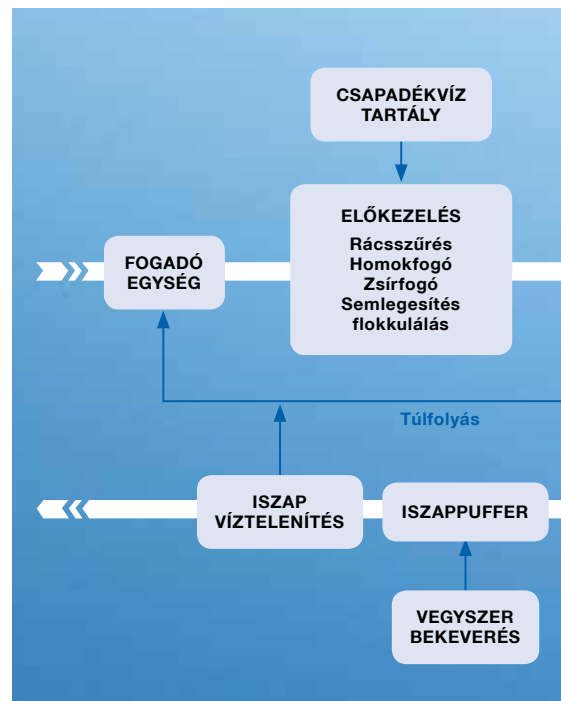 CSAPADÉKVÍZ
TARTÁLY
ELŐKEZELÉS
Rácsszűrés
Homokfogó
Zsírfogó
Semlegesítés
flokkulálás
FOGADÓ
EGYSÉG
Túlfolyás
ISZAP
VÍZTELENÍTÉS
ISZAPPUFFER
VEGYSZER
BEKEVERÉS